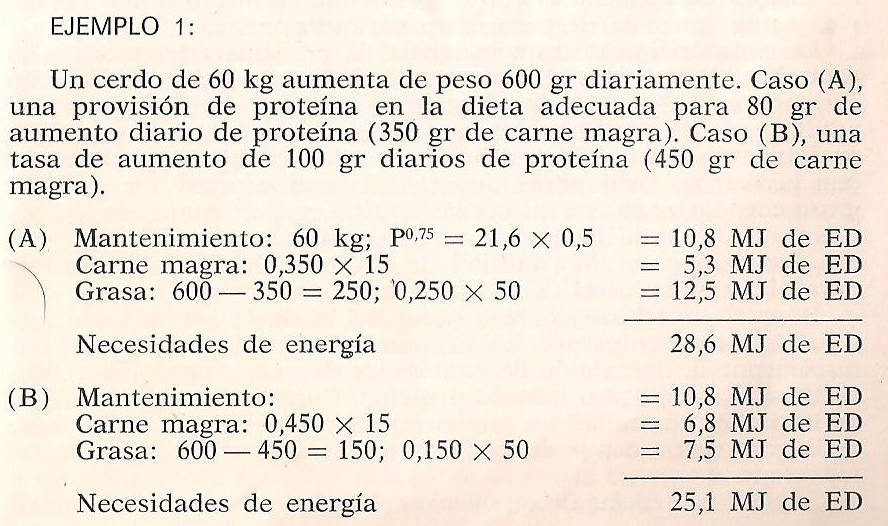 EJEMPLO 1:
Un cerdo de 60 kg aumenta de peso 600 gr diariamente. Caso (A),
una provisión de proteína en la dieta adecuada para 80 gr de
aumento diario de proteína (350 gr de carne magra). Caso (B), una
tasa de aumento de 100 gr diarios de proteína (450 gr de carne
magra).
(A) Mantenimiento: 60 kg; P⁰,⁷⁵ = 21,6 × 0,5 = 10,8 MJ de ED
Carne magra: 0,350 × 15 = 5,3 MJ de ED
Grasa: 600 — 350 = 250; 0,250 × 50 = 12,5 MJ de ED
Necesidades de energía 28,6 MJ de ED
(B) Mantenimiento: = 10,8 MJ de ED
Carne magra: 0,450 × 15 = 6,8 MJ de ED
Grasa: 600 — 450 = 150; 0,150 × 50 = 7,5 MJ de ED
Necesidades de energía 25,1 MJ de ED